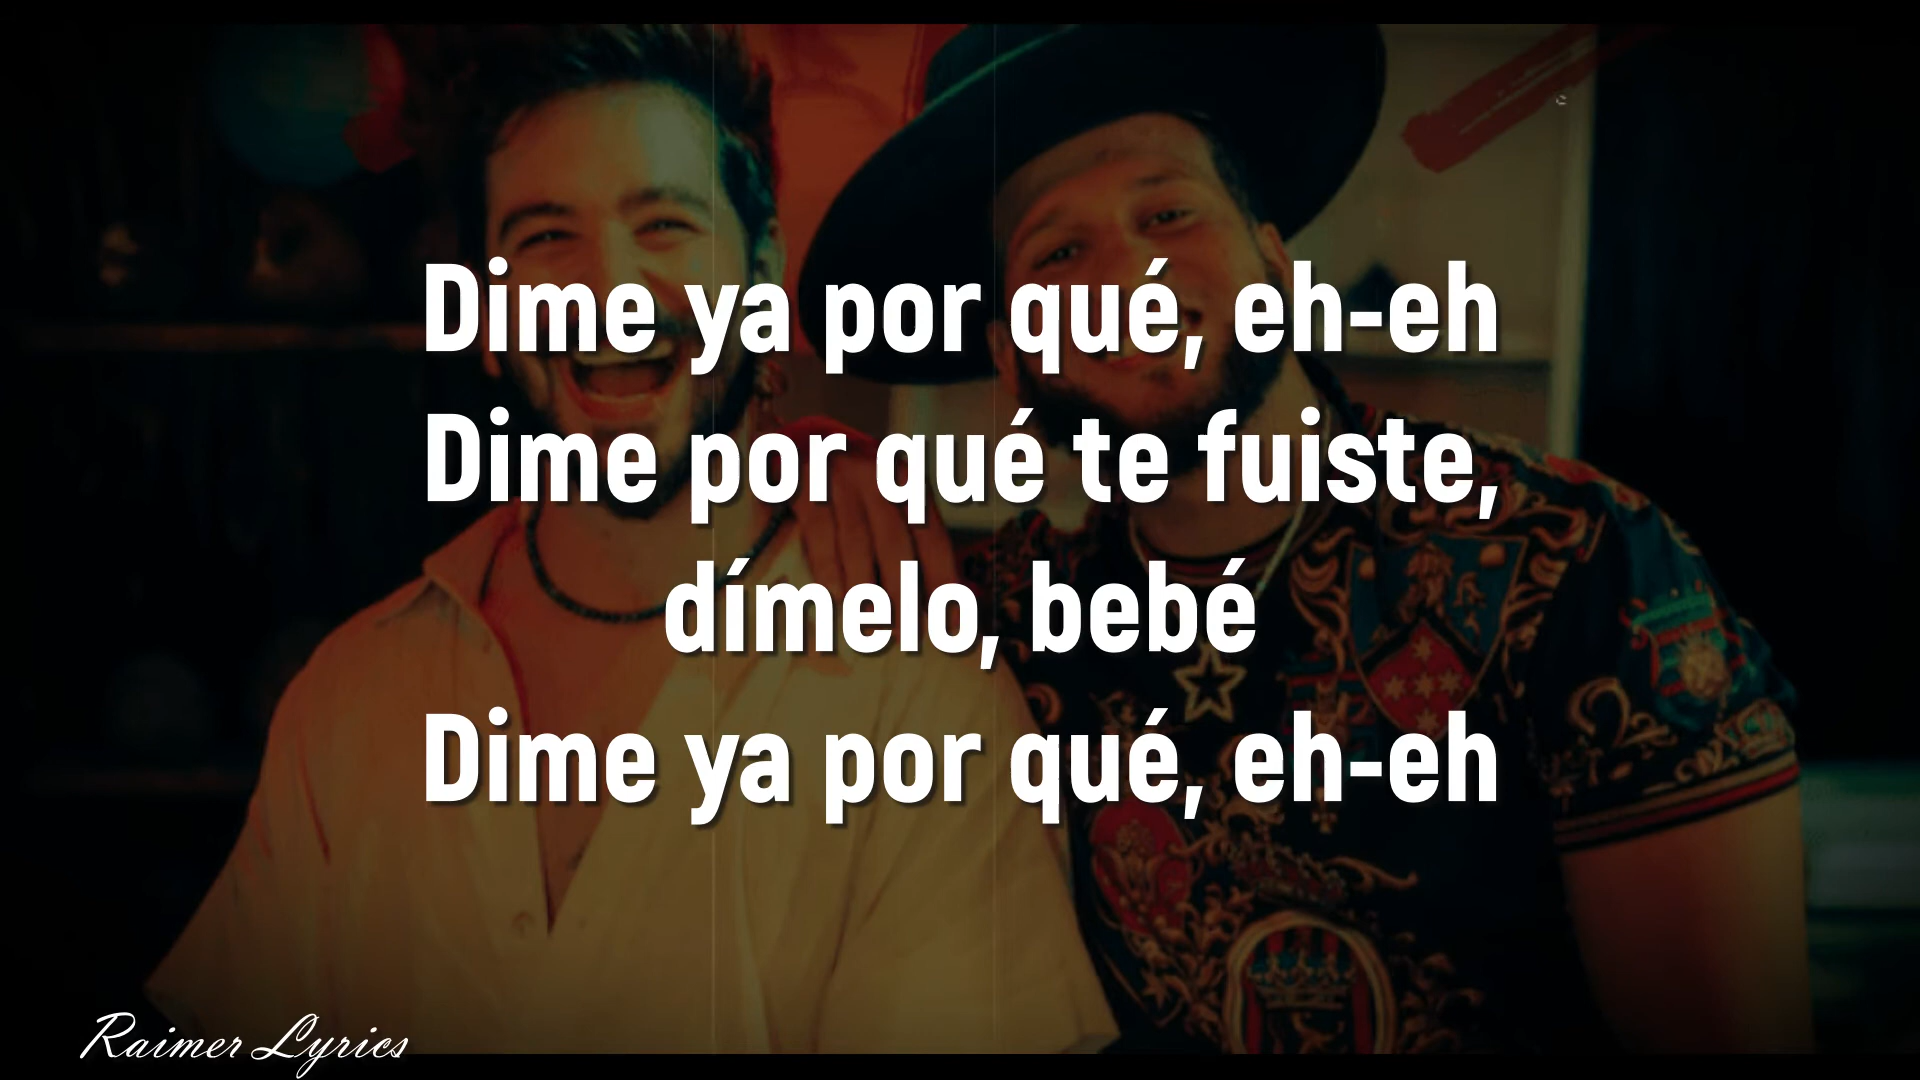 Dime ya por qué, eh-eh
Dime por qué te fuiste,
dímelo, bebé
Dime ya por qué, eh-eh
Raimer Lyrics